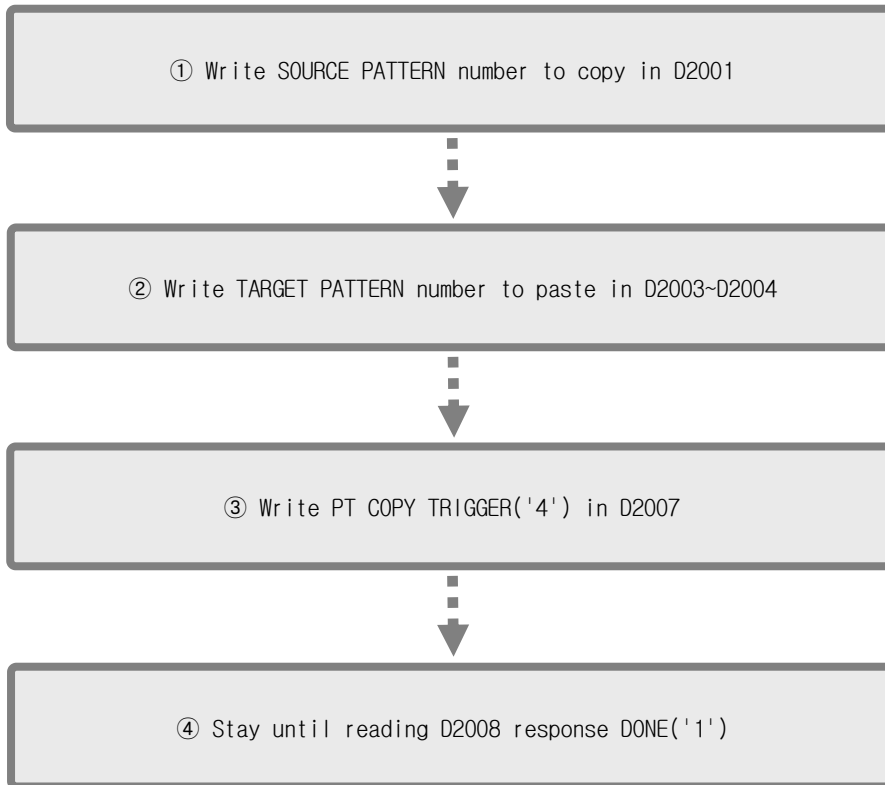 ① Write SOURCE PATTERN number to copy in D2001
② Write TARGET PATTERN number to paste in D2003~D2004
③ Write PT COPY TRIGGER('4') in D2007
④ Stay until reading D2008 response DONE('1')